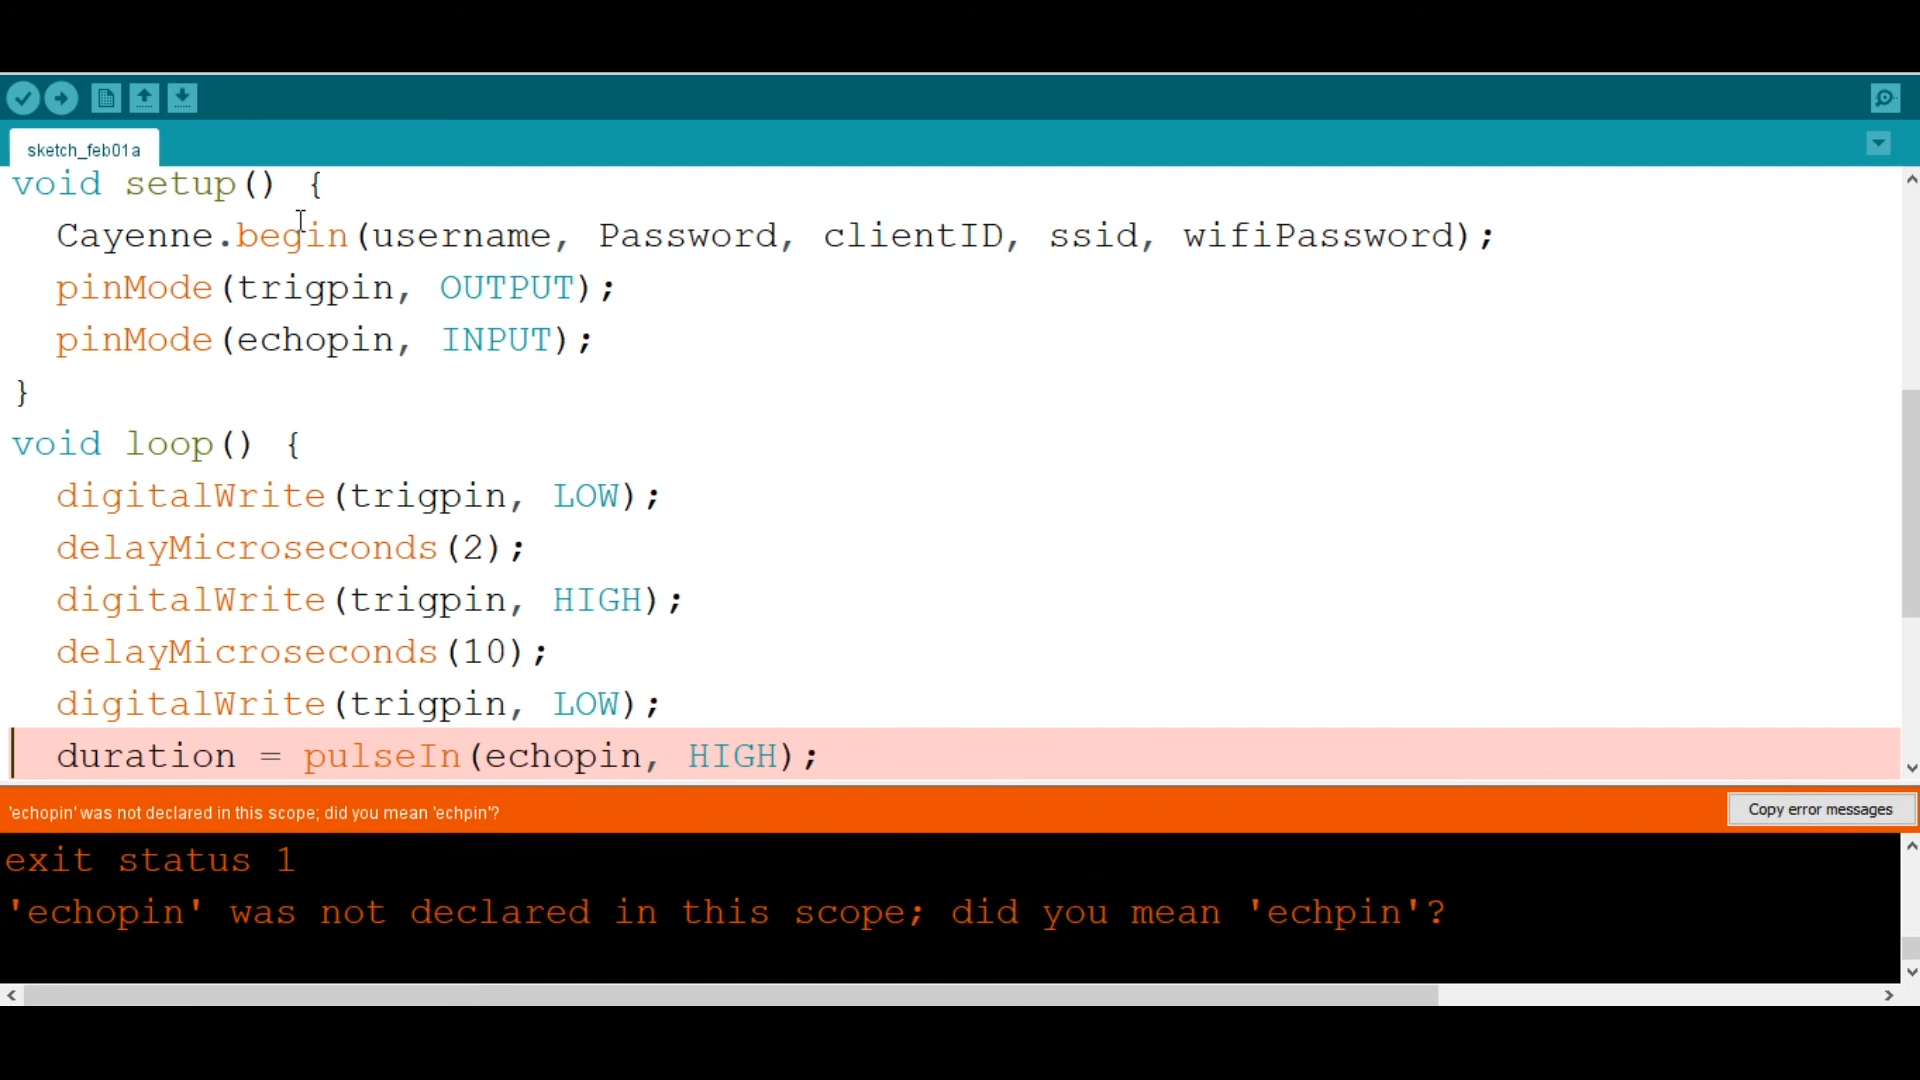 sketch_feb01a
void setup() {
  Cayenne.begin(username, Password, clientID, ssid, wifiPassword);
  pinMode(trigpin, OUTPUT);
  pinMode(echopin, INPUT);
}
void loop() {
  digitalWrite(trigpin, LOW);
  delayMicroseconds(2);
  digitalWrite(trigpin, HIGH);
  delayMicroseconds(10);
  digitalWrite(trigpin, LOW);
  duration = pulseIn(echopin, HIGH);
'echopin' was not declared in this scope; did you mean 'echpin'?
Copy error messages
exit status 1
'echopin' was not declared in this scope; did you mean 'echpin'?